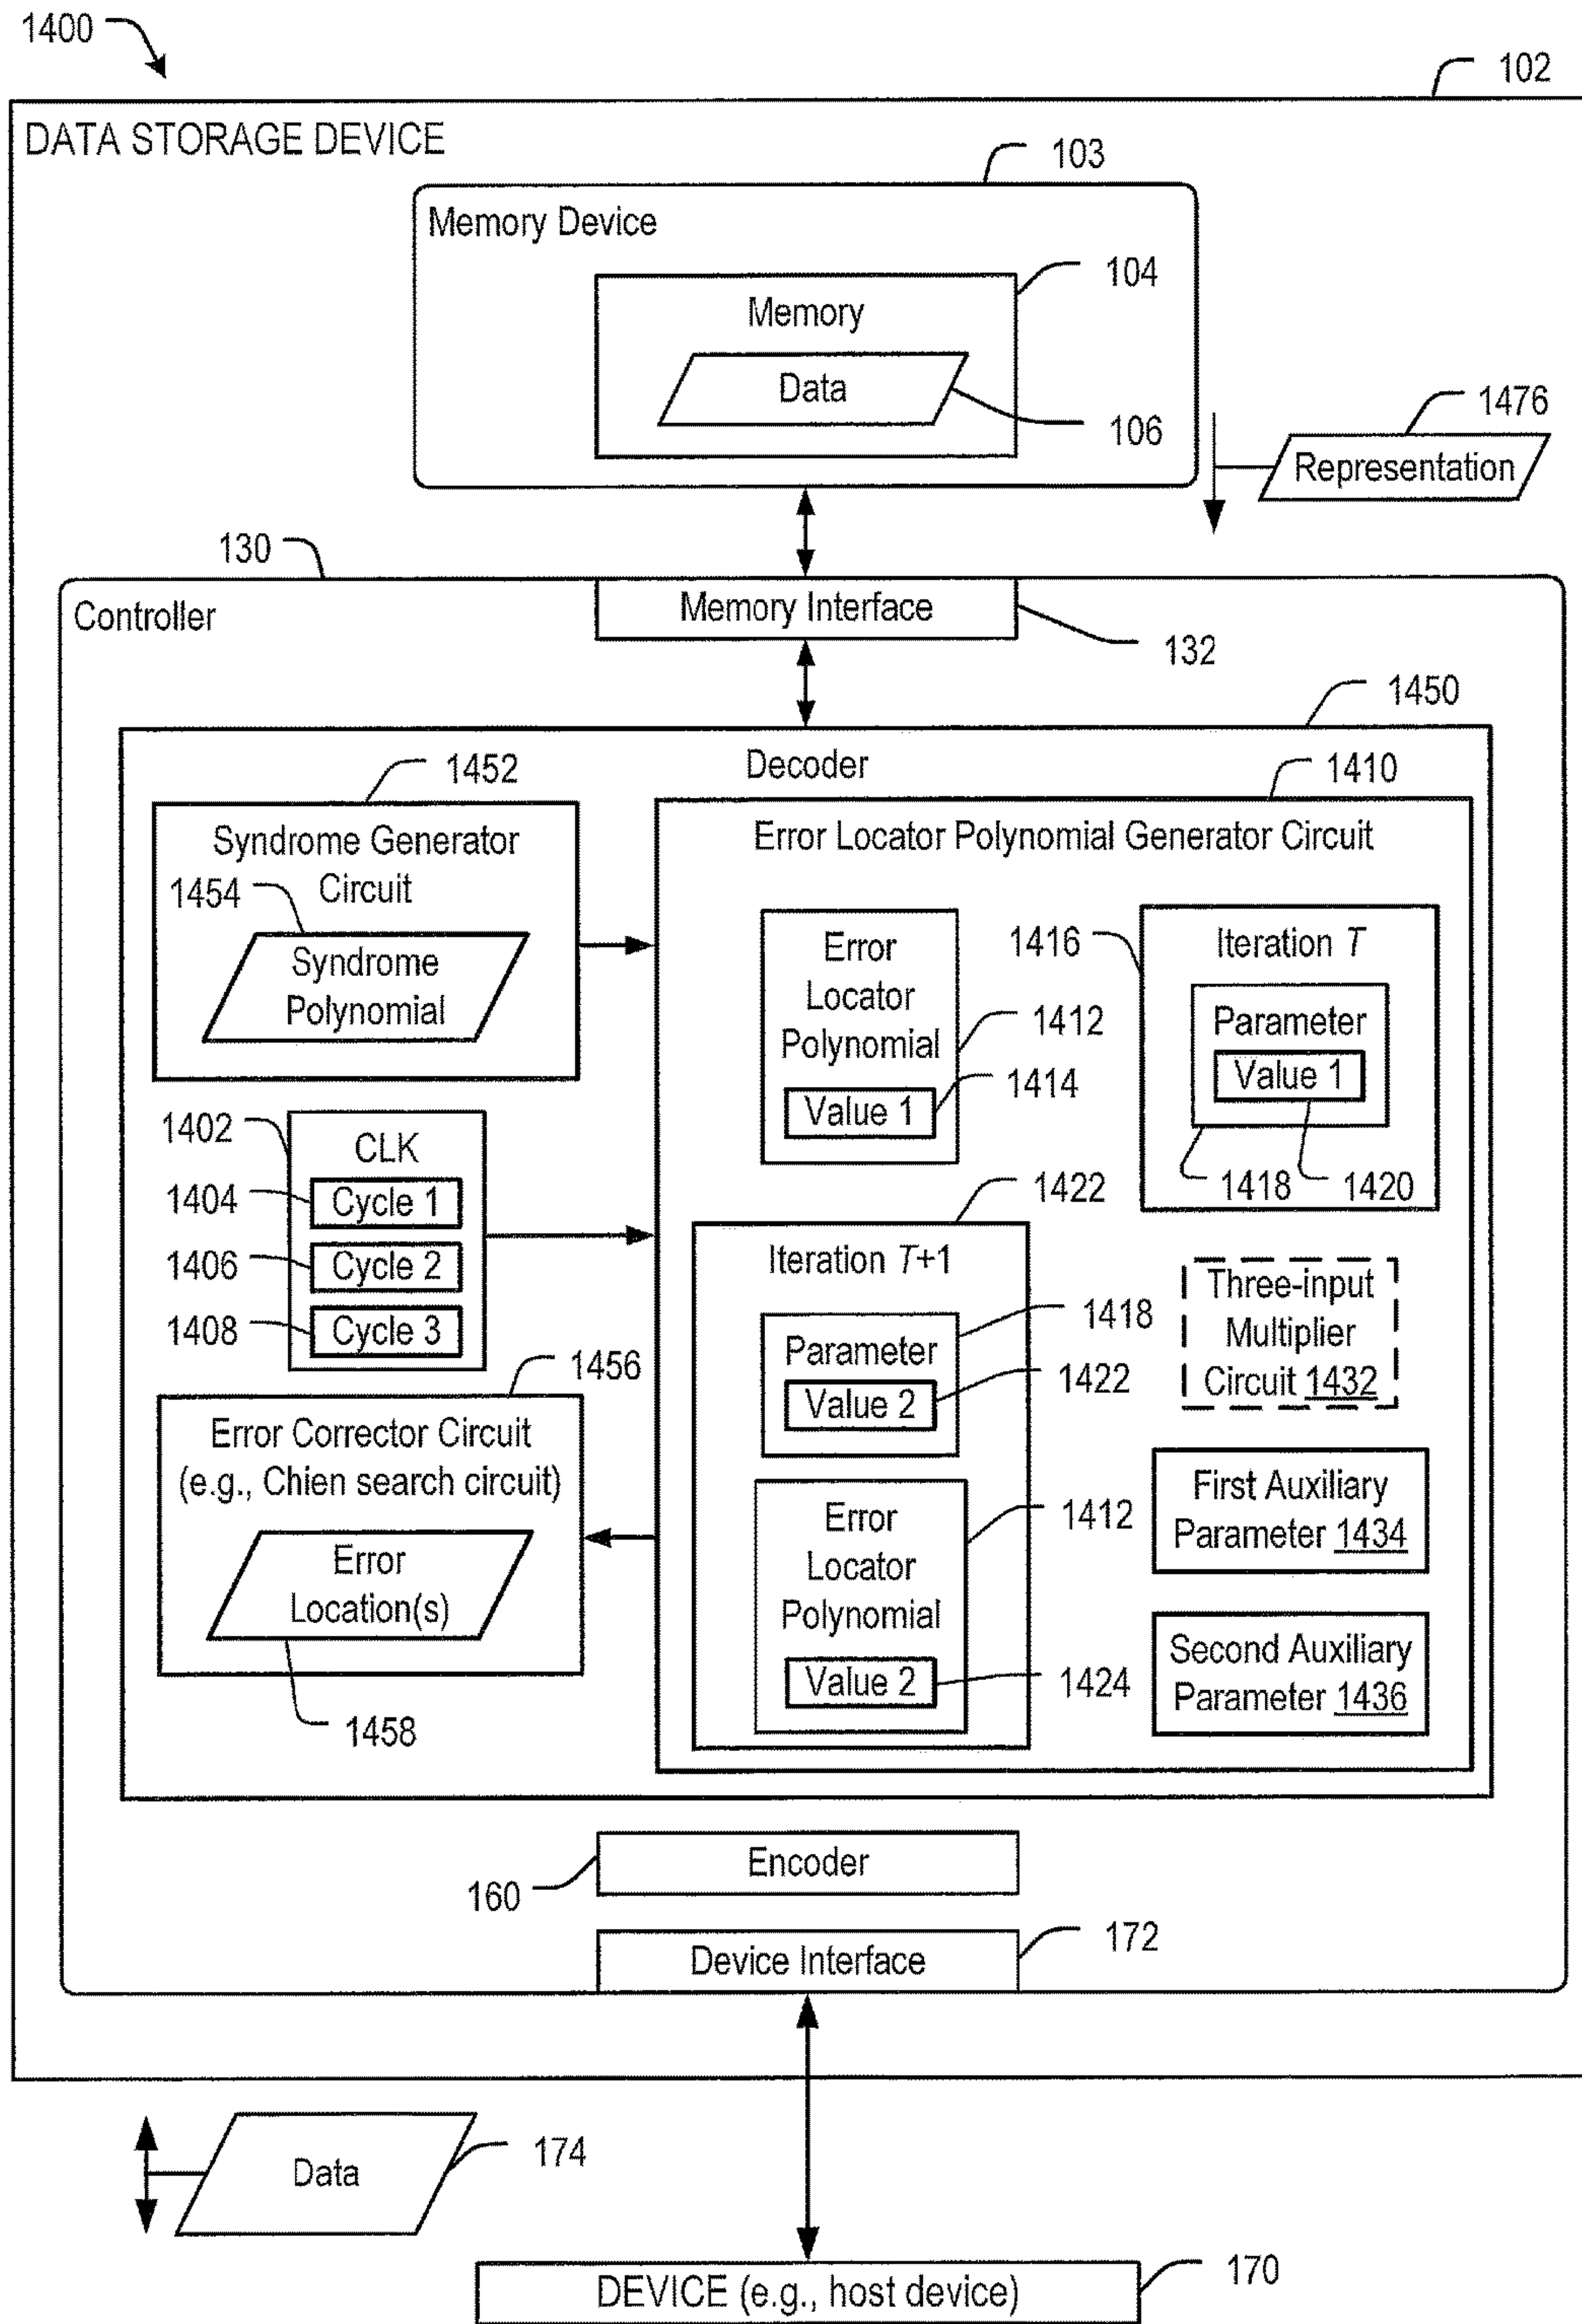 1400
102
DATA STORAGE DEVICE
103
Memory Device
104
Memory
Data
106
1476
Representation
130
Controller
Memory Interface
132
1450
Decoder
1452
Syndrome Generator
Circuit
1454
Syndrome
Polynomial
1410
Error Locator Polynomial Generator Circuit
Error
Locator
Polynomial
1412
Value 1
1414
1416
Iteration T
Parameter
Value 1
1418
1420
1402
CLK
1404
Cycle 1
1406
Cycle 2
1408
Cycle 3
1422
Iteration T+1
Parameter
1418
Value 2
1422
Error
Locator
Polynomial
1412
Value 2
1424
Three-input
Multiplier
Circuit 1432
First Auxiliary
Parameter 1434
Second Auxiliary
Parameter 1436
1456
Error Corrector Circuit
(e.g., Chien search circuit)
Error
Location(s)
1458
Encoder
160
Device Interface
172
Data
174
DEVICE (e.g., host device)
170